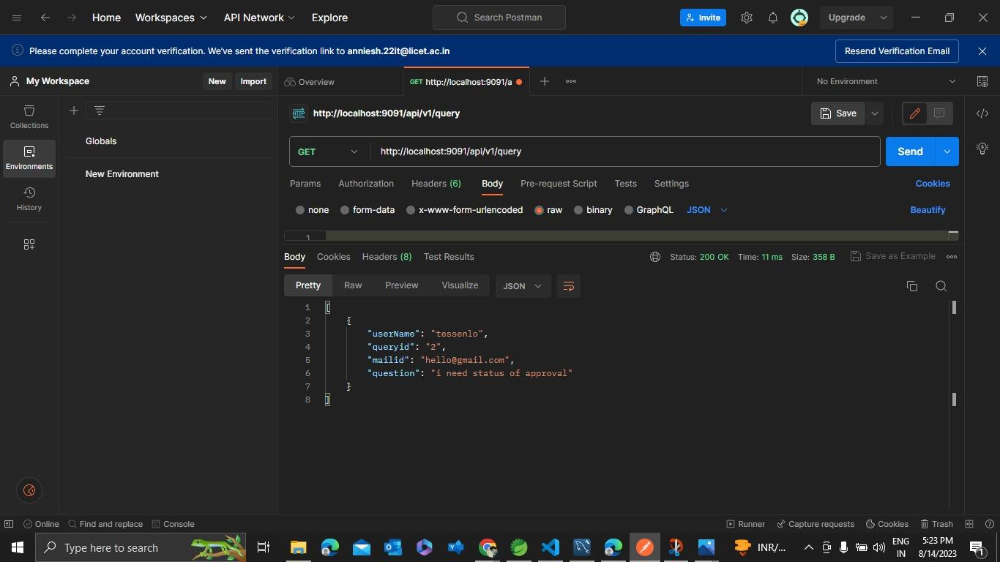 Home Workspaces API Network Explore Search Postman Invite Upgrade
Please complete your account verification. We've sent the verification link to anniesh.22it@licet.ac.in Resend Verification Email
My Workspace New Import Overview GET http://localhost:9091/a No Environment
Collections
Environments
History
Globals
New Environment
HTTP http://localhost:9091/api/v1/query Save
GET http://localhost:9091/api/v1/query Send
Params Authorization Headers (6) Body Pre-request Script Tests Settings Cookies
none form-data x-www-form-urlencoded raw binary GraphQL JSON Beautify
1
Body Cookies Headers (8) Test Results Status: 200 OK Time: 11 ms Size: 358 B Save as Example
Pretty Raw Preview Visualize JSON
1 [
2 {
3 "userName": "tessenlo",
4 "queryid": "2",
5 "mailid": "hello@gmail.com",
6 "question": "i need status of approval"
7 }
8 ]
Online Find and replace Console Runner Capture requests Cookies Trash
Type here to search INR/... ENG IN 5:23 PM 8/14/2023 1